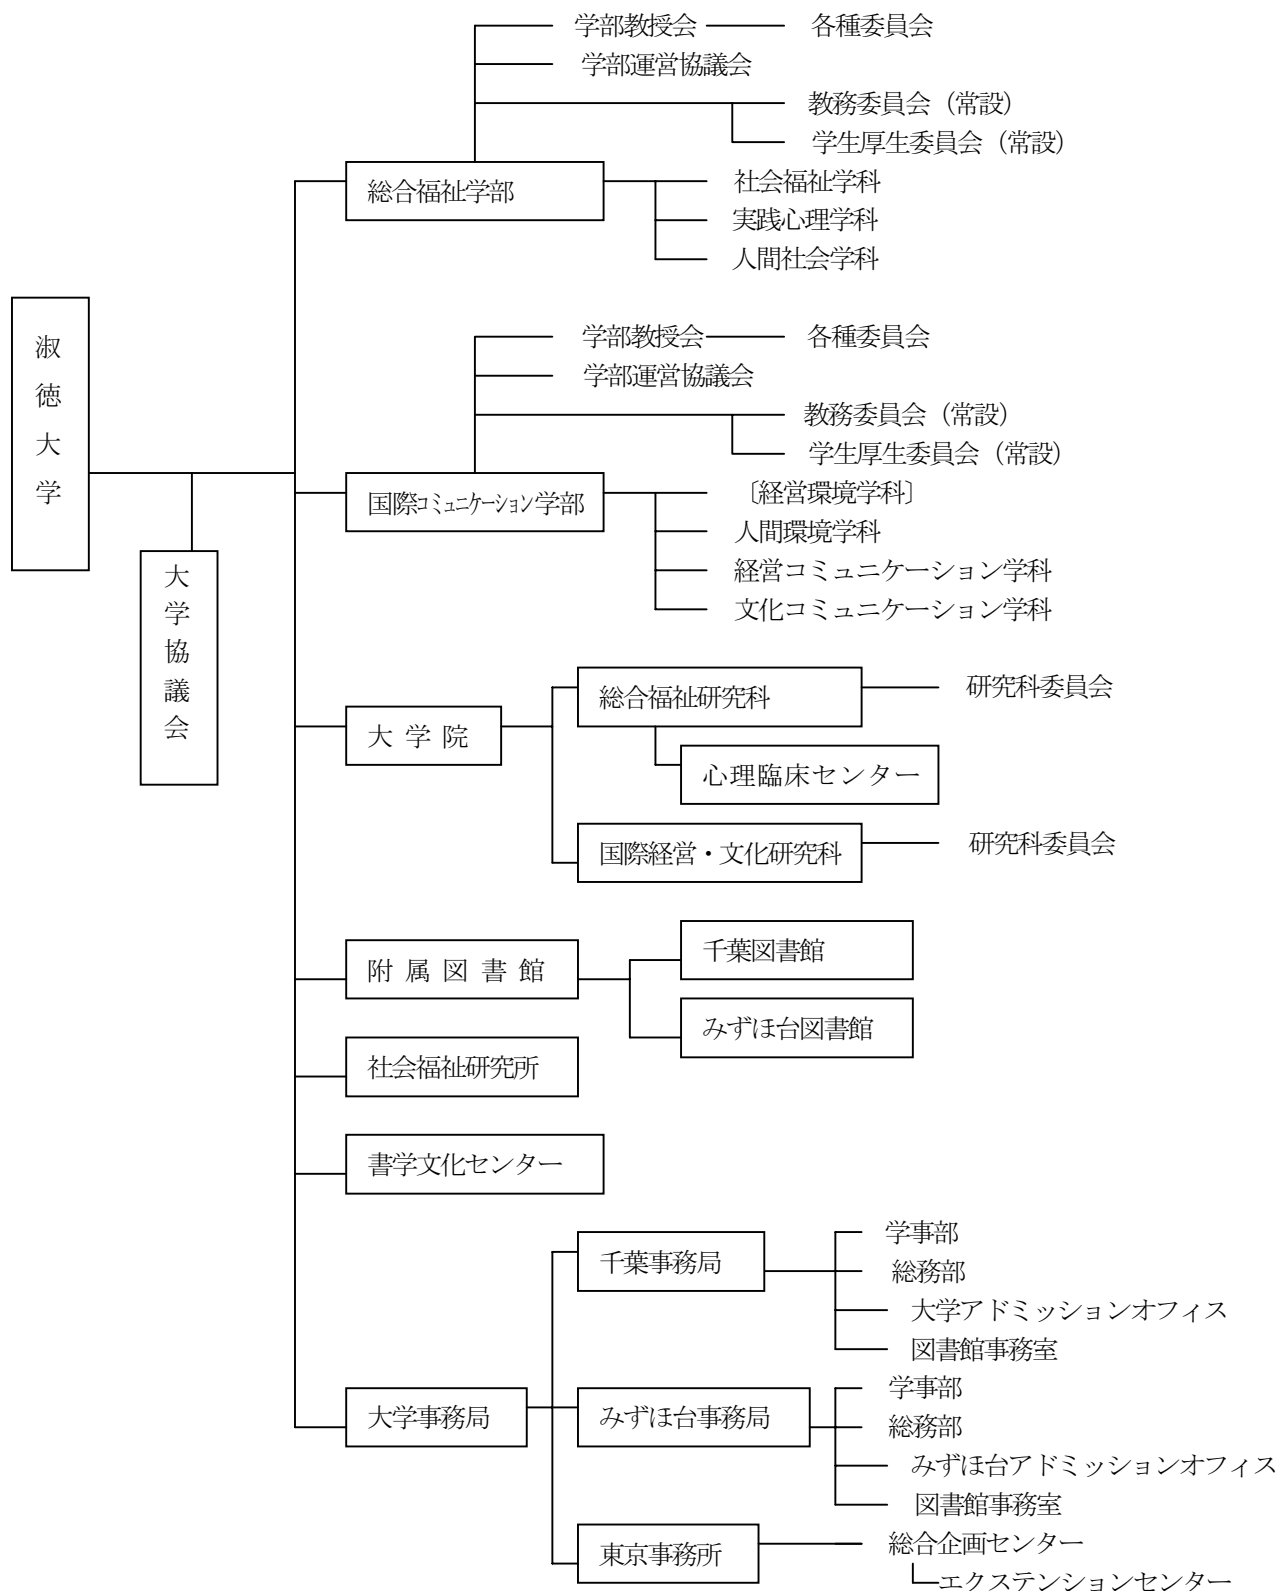 学部教授会 各種委員会
学部運営協議会
教務委員会（常設）
学生厚生委員会（常設）
総合福祉学部 社会福祉学科
実践心理学科
人間社会学科
淑徳大学
学部教授会 各種委員会
学部運営協議会
教務委員会（常設）
学生厚生委員会（常設）
国際コミュニケーション学部 〔経営環境学科〕
人間環境学科
経営コミュニケーション学科
文化コミュニケーション学科
大学協議会
大学院 総合福祉研究科 研究科委員会
心理臨床センター
国際経営・文化研究科 研究科委員会
附属図書館 千葉図書館
みずほ台図書館
社会福祉研究所
書学文化センター
千葉事務局 学事部
総務部
大学アドミッションオフィス
図書館事務室
大学事務局 みずほ台事務局 学事部
総務部
みずほ台アドミッションオフィス
図書館事務室
東京事務所 総合企画センター
エクステンションセンター